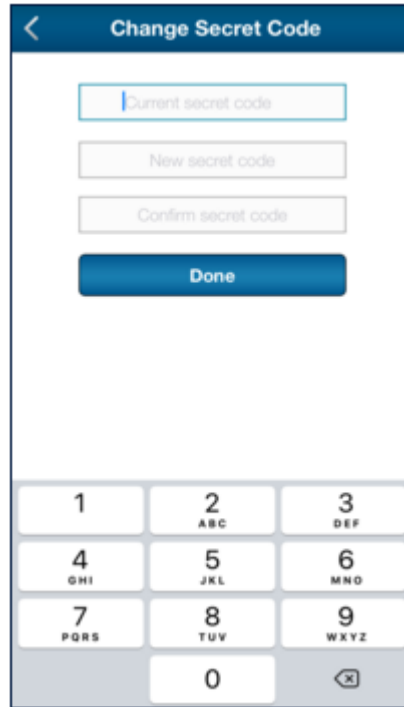 Change Secret Code
Current secret code
New secret code
Confirm secret code
Done
1 2 3
ABC DEF
4 5 6
GHI JKL MNO
7 8 9
PQRS TUV WXYZ
0